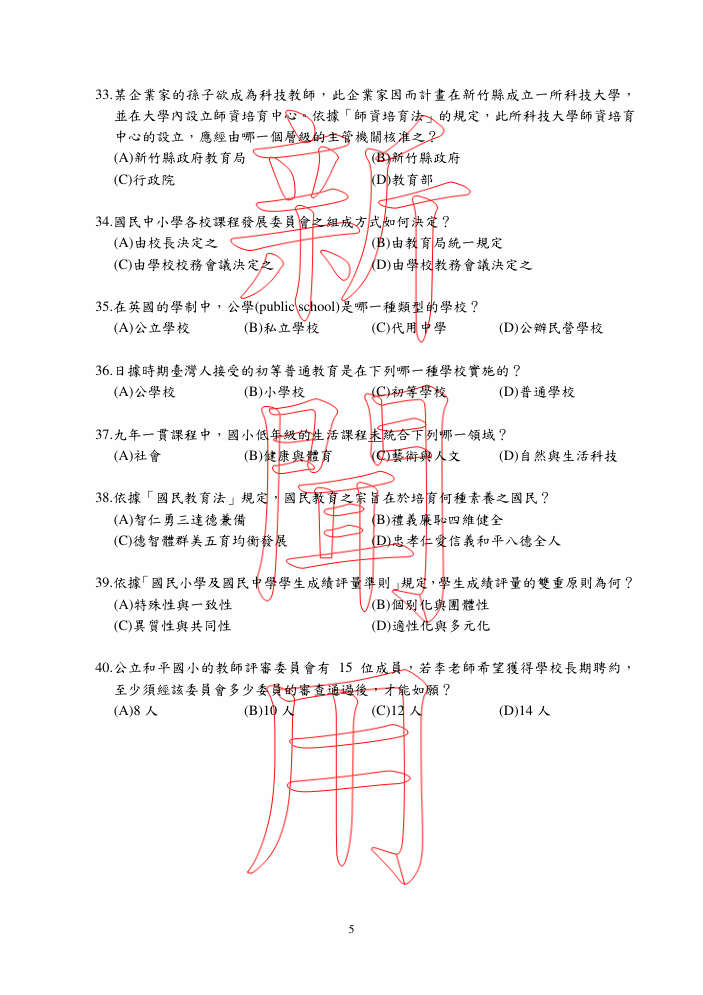 33.某企業家的孫子欲成為科技教師，此企業家因而計畫在新竹縣成立一所科技大學，
並在大學內設立師資培育中心。依據「師資培育法」的規定，此所科技大學師資培育
中心的設立，應經由哪一個層級的主管機關核准之？
(A)新竹縣政府教育局 (B)新竹縣政府
(C)行政院 (D)教育部
34.國民中小學各校課程發展委員會之組成方式如何決定？
(A)由校長決定之 (B)由教育局統一規定
(C)由學校校務會議決定之 (D)由學校教務會議決定之
35.在英國的學制中，公學(public school)是哪一種類型的學校？
(A)公立學校 (B)私立學校 (C)代用中學 (D)公辦民營學校
36.日據時期臺灣人接受的初等普通教育是在下列哪一種學校實施的？
(A)公學校 (B)小學校 (C)初等學校 (D)普通學校
37.九年一貫課程中，國小低年級的生活課程未統合下列哪一領域？
(A)社會 (B)健康與體育 (C)藝術與人文 (D)自然與生活科技
38.依據「國民教育法」規定，國民教育之宗旨在於培育何種素養之國民？
(A)智仁勇三達德兼備 (B)禮義廉恥四維健全
(C)德智體群美五育均衡發展 (D)忠孝仁愛信義和平八德全人
39.依據「國民小學及國民中學學生成績評量準則」規定，學生成績評量的雙重原則為何？
(A)特殊性與一致性 (B)個別化與團體性
(C)異質性與共同性 (D)適性化與多元化
40.公立和平國小的教師評審委員會有 15 位成員，若李老師希望獲得學校長期聘約，
至少須經該委員會多少委員的審查通過後，才能如願？
(A)8 人 (B)10 人 (C)12 人 (D)14 人
新聞用
5